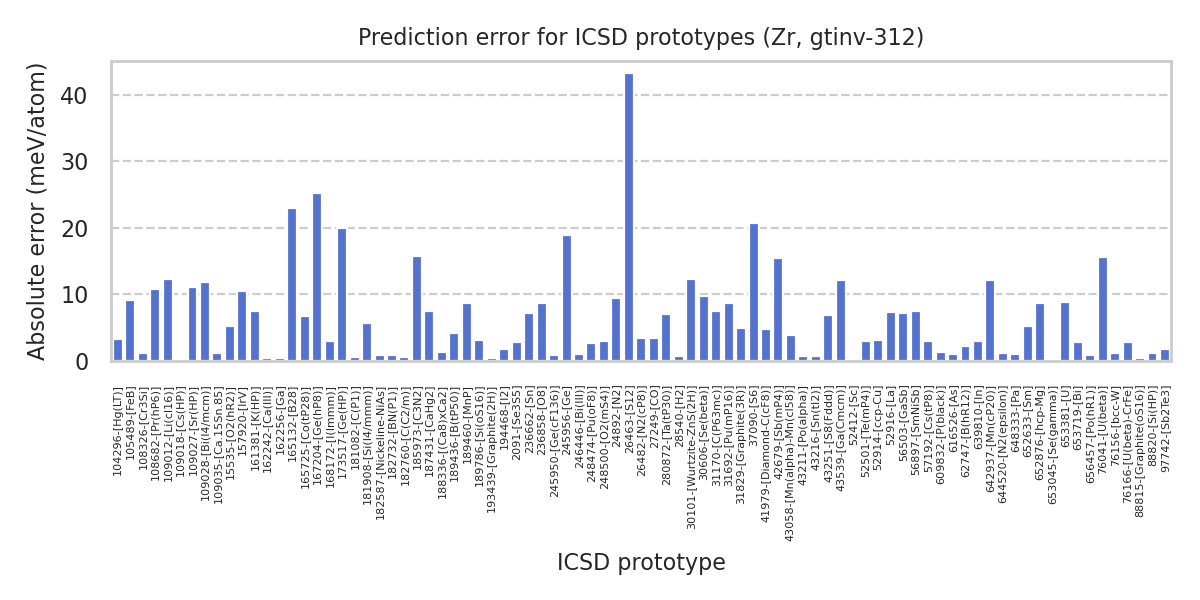 Prediction error for ICSD prototypes (Zr, gtinv-312)
Absolute error (meV/atom)
40
30
20
10
0
104296-[Hg(LT)]
105489-[FeB]
108326-[Cr3Si]
108682-[Pr(hP6)]
109012-[Li(cI16)]
109018-[Cs(HP)]
109027-[Sr(HP)]
109028-[Bi(I4/mcm)]
109035-[Ca.15Sn.85]
15535-[O2(hR2)]
157920-[IrV]
161381-[K(HP)]
162242-[Ca(III)]
162256-[Ga]
165132-[B28]
165725-[Co(tP28)]
167204-[Ge(hP8)]
168172-[I(Immm)]
173517-[Ge(HP)]
181082-[C(P1)]
181908-[Si(I4/mmm)]
182587-[Nickeline-NiAs]
182732-[BN(P1)]
182760-[C(C2/m)]
185973-[C3N2]
187431-[CaHg2]
188336-[(Ca8)xCa2]
189436-[B(tP50)]
189460-[MnP]
189786-[Si(oS16)]
193439-[Graphite(2H)]
194468-[I2]
2091-[Se3S5]
236662-[Sn]
236858-[O8]
245950-[Ge(cF136)]
245956-[Ge]
246446-[Bi(III)]
248474-[Pu(oF8)]
248500-[O2(mS4)]
24892-[N2]
26463-[S12]
26482-[N2(cP8)]
27249-[CO]
280872-[Ta(tP30)]
28540-[H2]
30101-[Wurtzite-ZnS(2H)]
30606-[Se(beta)]
31170-[C(P63mc)]
31692-[Pu(mP16)]
31829-[Graphite(3R)]
37090-[S6]
41979-[Diamond-C(cF8)]
42679-[Sb(mP4)]
43058-[Mn(alpha)-Mn(cI58)]
43211-[Po(alpha)]
43216-[Sn(tI2)]
43251-[S8(Fddd)]
43539-[Ga(Cmcm)]
52412-[Sc]
52501-[Te(mP4)]
52914-[ccp-Cu]
52916-[La]
56503-[GaSb]
56897-[SmNiSb]
57192-[Cs(tP8)]
609832-[P(black)]
616526-[As]
62747-[B(hR12)]
639810-[In]
642937-[Mn(cP20)]
644520-[N2(epsilon)]
648333-[Pa]
652633-[Sm]
652876-[hcp-Mg]
653045-[Se(gamma)]
653381-[U]
653719-[Bi]
656457-[Po(hR1)]
76041-[U(beta)]
76156-[bcc-W]
76166-[U(beta)-CrFe]
88815-[Graphite(oS16)]
88820-[Si(HP)]
97742-[Sb2Te3]
ICSD prototype